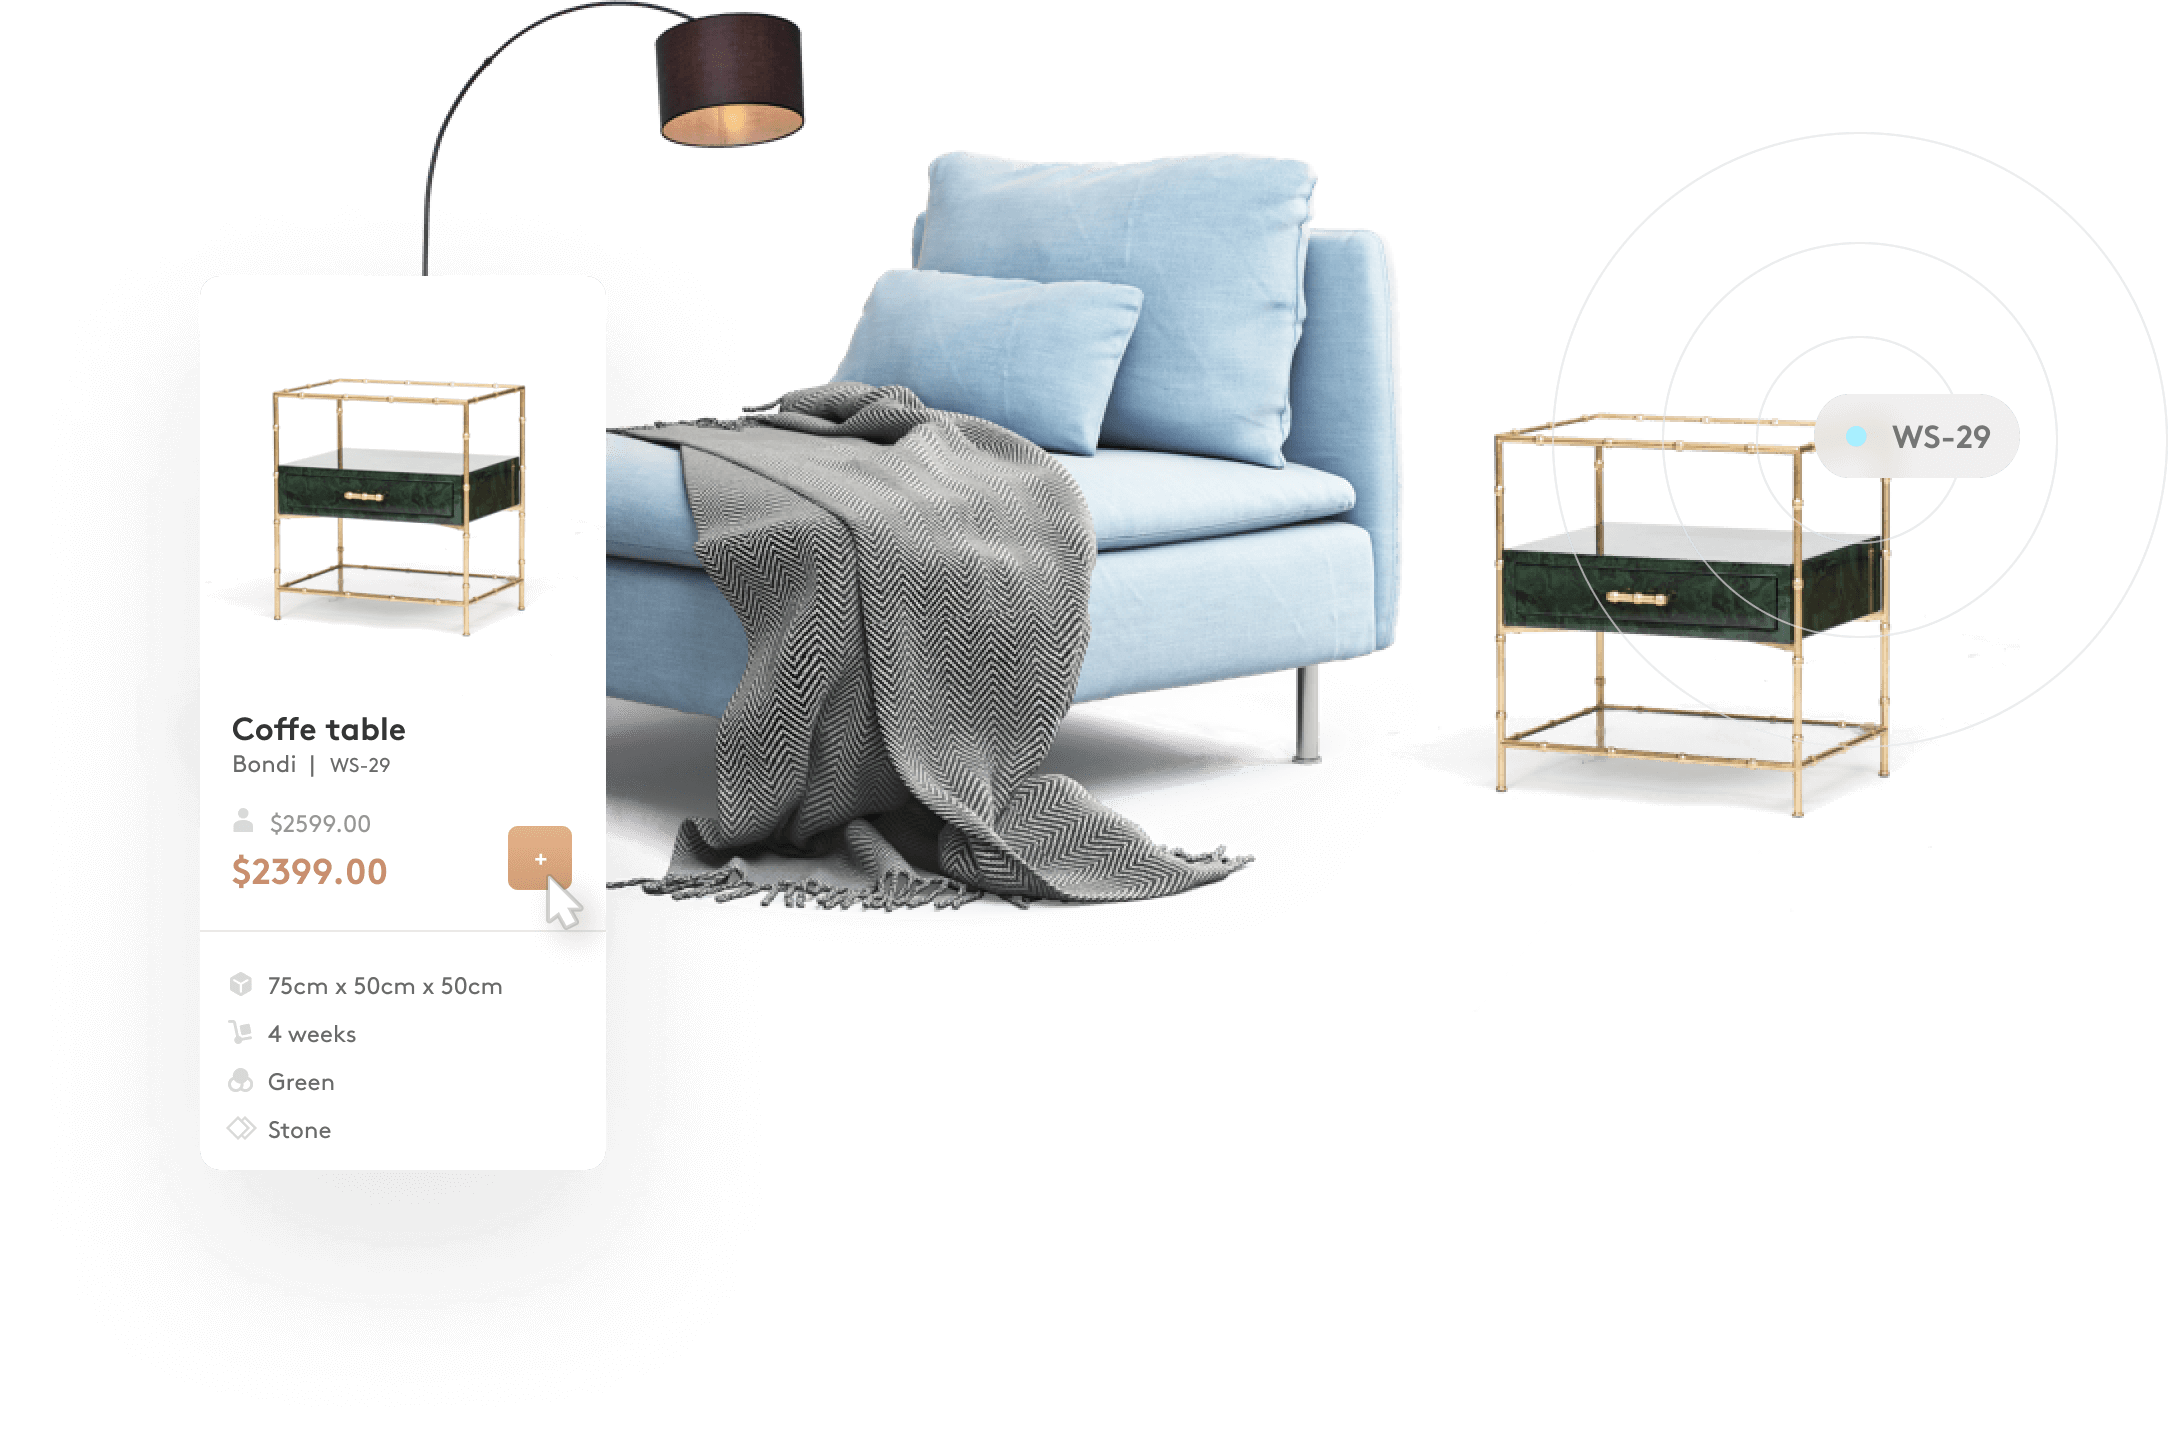 Coffe table
Bondi | WS-29
$2599.00
$2399.00
+
75cm x 50cm x 50cm
4 weeks
Green
Stone
WS-29